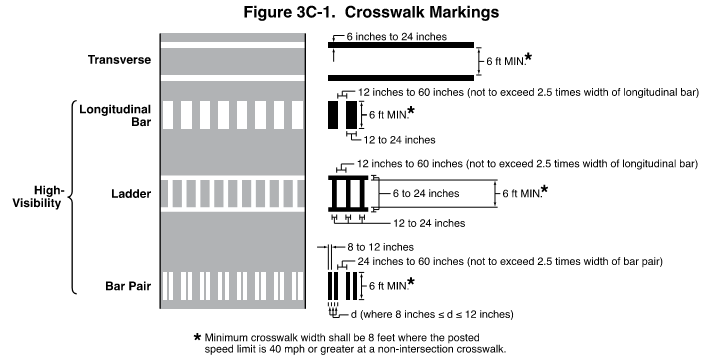 Figure 3C-1. Crosswalk Markings
Transverse
6 inches to 24 inches
6 ft MIN.*
High-
Visibility
Longitudinal
Bar
12 inches to 60 inches (not to exceed 2.5 times width of longitudinal bar)
6 ft MIN.*
12 to 24 inches
Ladder
12 inches to 60 inches (not to exceed 2.5 times width of longitudinal bar)
6 to 24 inches
6 ft MIN.*
12 to 24 inches
Bar Pair
8 to 12 inches
24 inches to 60 inches (not to exceed 2.5 times width of bar pair)
6 ft MIN.*
d (where 8 inches ≤ d ≤ 12 inches)
* Minimum crosswalk width shall be 8 feet where the posted
speed limit is 40 mph or greater at a non-intersection crosswalk.